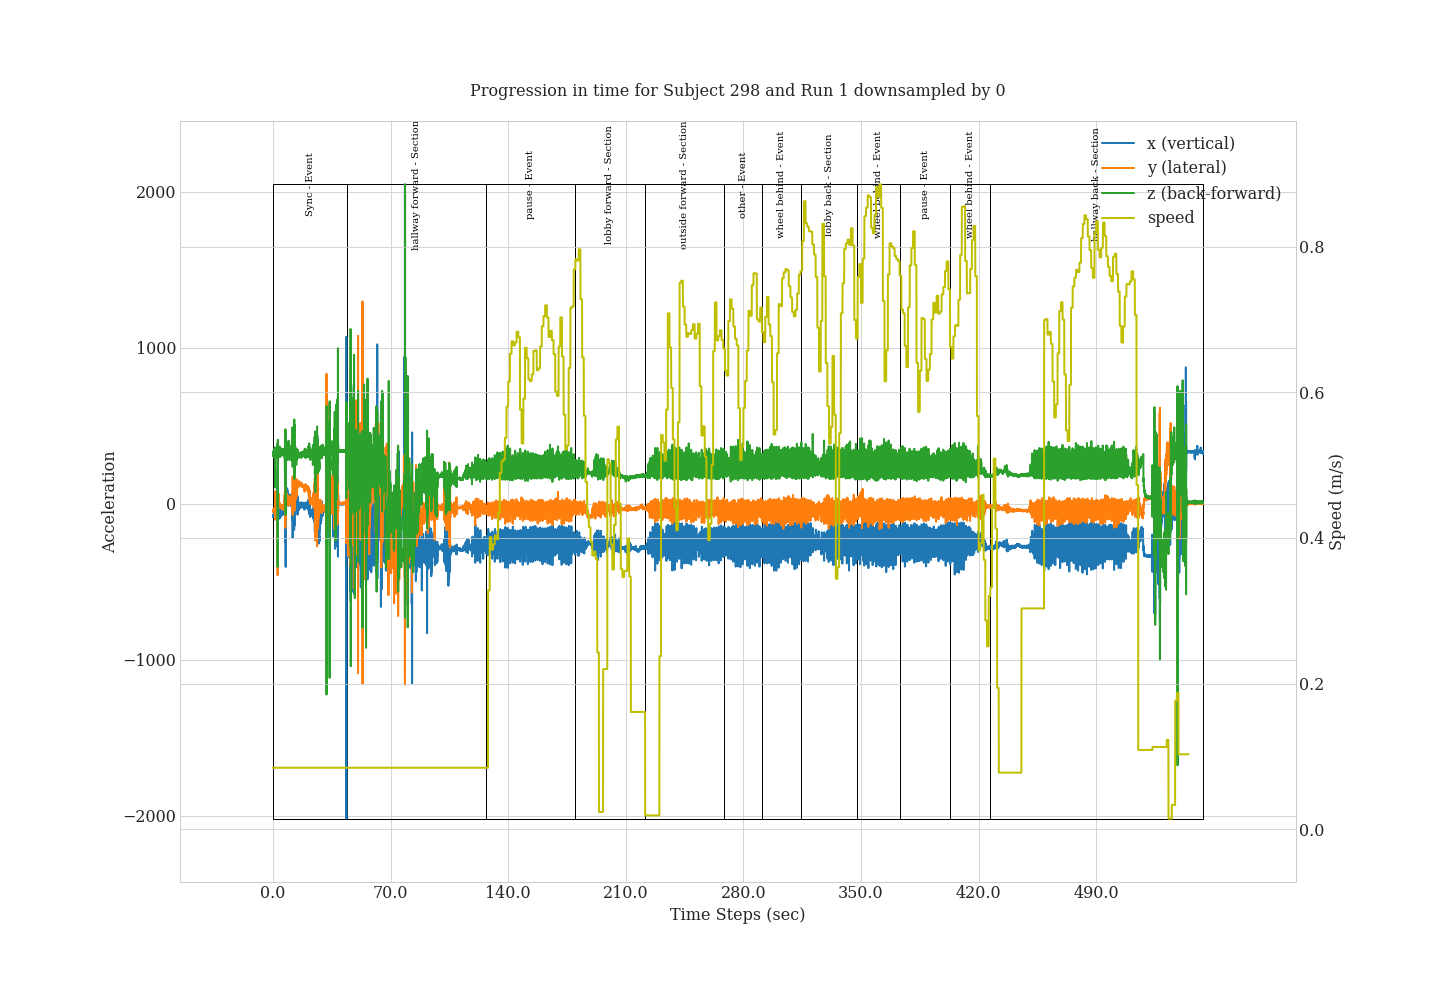 Progression in time for Subject 298 and Run 1 downsampled by 0
Sync - Event
hallway forward - Section
pause - Event
lobby forward - Section
outside forward - Section
other - Event
wheel behind - Event
lobby back - Section
wheel behind - Event
pause - Event
wheel behind - Event
hallway back - Section
x (vertical)
y (lateral)
z (back-forward)
speed
2000
1000
0
−1000
−2000
Acceleration
0.8
0.6
0.4
0.2
0.0
Speed (m/s)
0.0 70.0 140.0 210.0 280.0 350.0 420.0 490.0
Time Steps (sec)